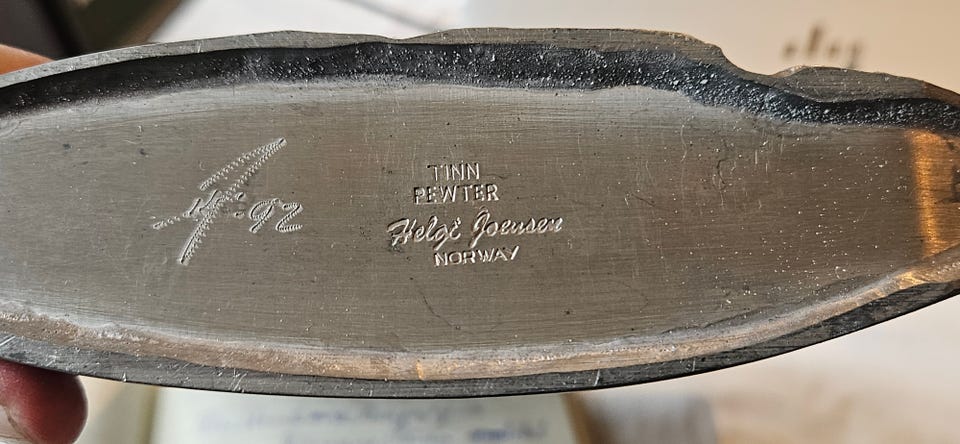 -92
TINN
PEWTER
Helge Joensen
NORWAY